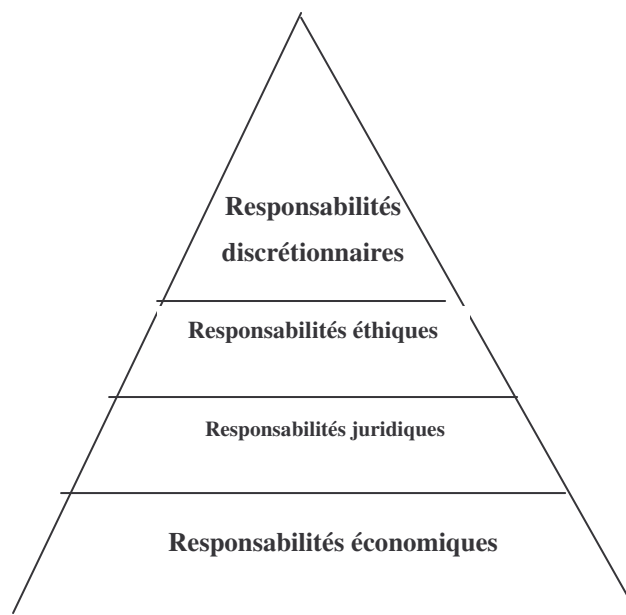 Responsabilités
discrétionnaires
Responsabilités éthiques
Responsabilités juridiques
Responsabilités économiques